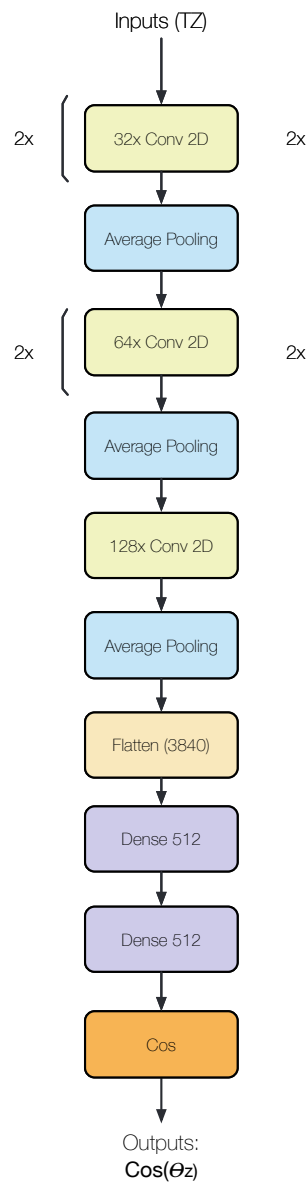 Inputs (TZ)
2x 32x Conv 2D 2x
Average Pooling
2x 64x Conv 2D 2x
Average Pooling
128x Conv 2D
Average Pooling
Flatten (3840)
Dense 512
Dense 512
Cos
Outputs:
Cos(ϴz)